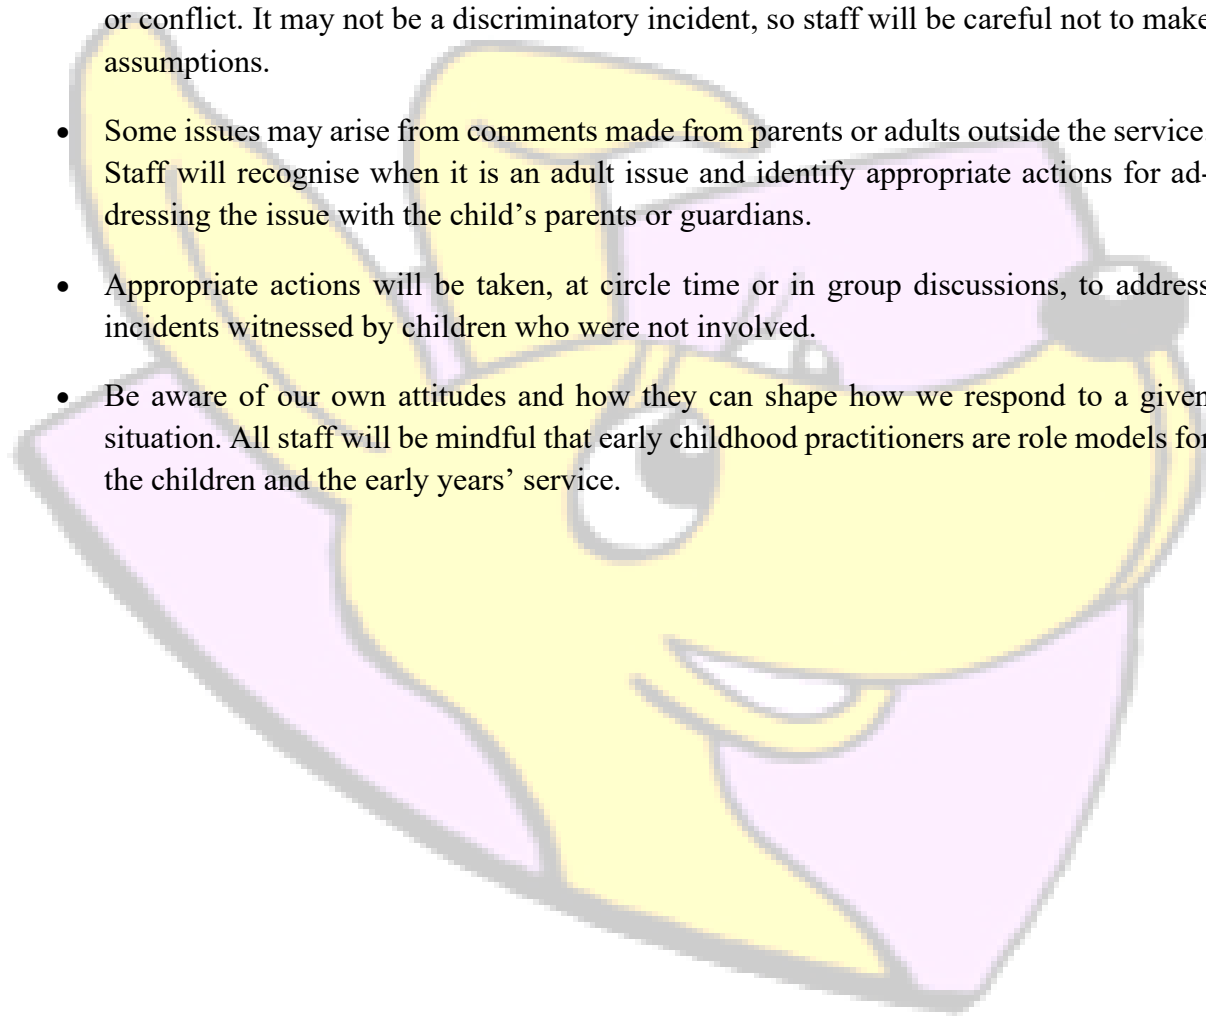 or conflict. It may not be a discriminatory incident, so staff will be careful not to make
assumptions.
• Some issues may arise from comments made from parents or adults outside the service.
Staff will recognise when it is an adult issue and identify appropriate actions for ad-
dressing the issue with the child’s parents or guardians.
• Appropriate actions will be taken, at circle time or in group discussions, to address
incidents witnessed by children who were not involved.
• Be aware of our own attitudes and how they can shape how we respond to a given
situation. All staff will be mindful that early childhood practitioners are role models for
the children and the early years’ service.